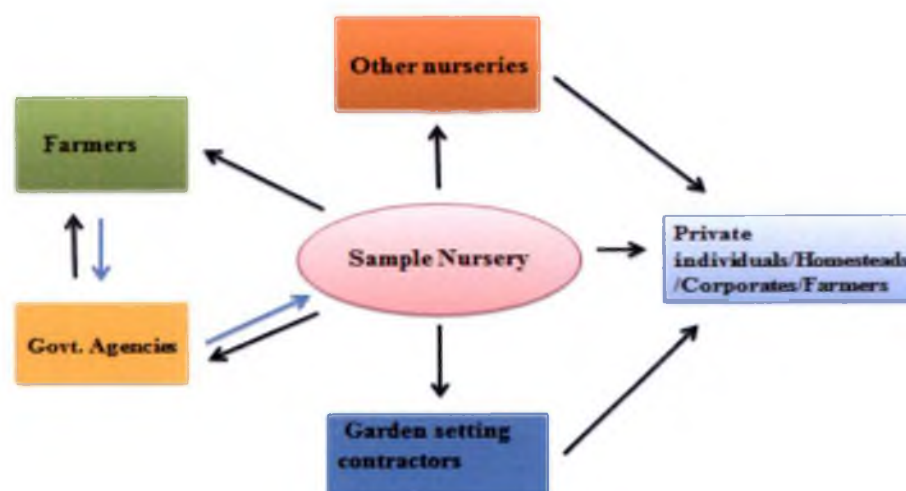 Other nurseries
Farmers
Sample Nursery
Private
individuals/Homesteads
/Corporates/Farmers
Govt. Agencies
Garden setting
contractors